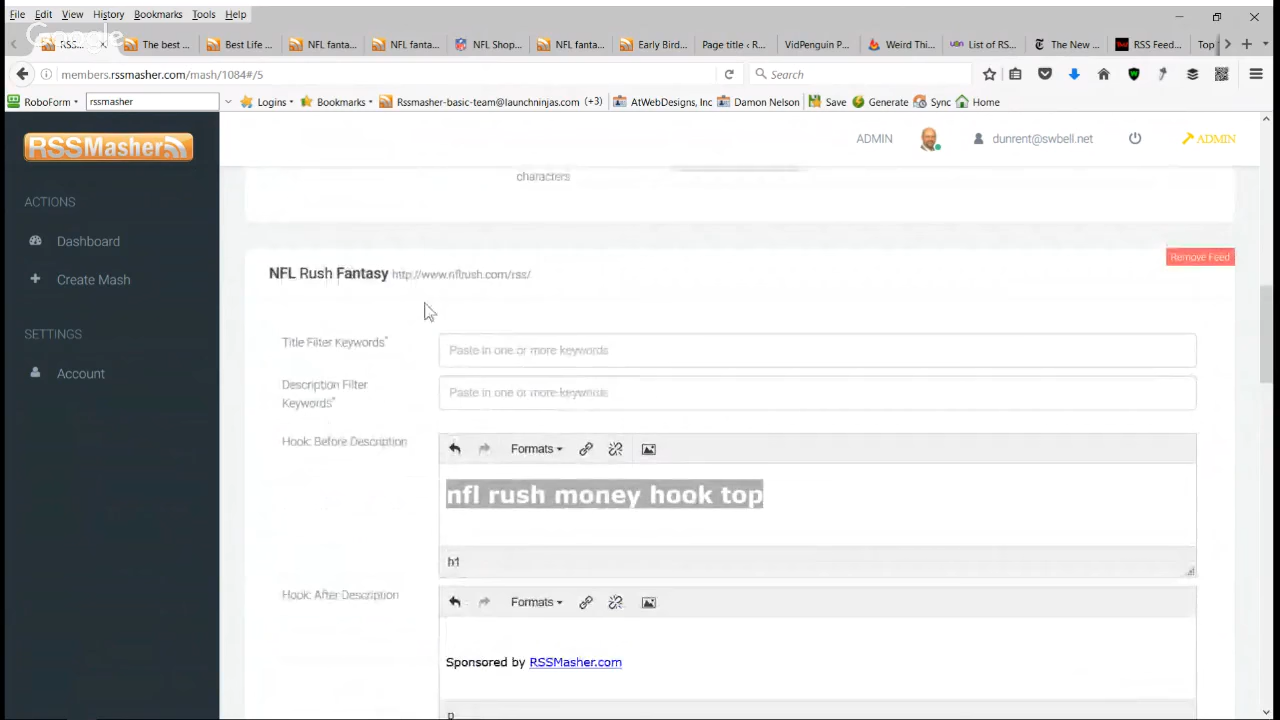 File Edit View History Bookmarks Tools Help
Google
RSS... The best ... Best Life ... NFL fanta... NFL fanta... NFL Shop... NFL fanta... Early Bird... Page title ‹ R... VidPenguin P... Weird Thi... List of RS... The New ... RSS Feed... Top
members.rssmasher.com/mash/1084#/5 Search
RoboForm rssmasher Logins Bookmarks Rssmasher-basic-team@launchninjas.com (+3) AtWebDesigns, Inc Damon Nelson Save Generate Sync Home
RSSMasher ADMIN dunrent@swbell.net ADMIN
characters
ACTIONS
Dashboard
Create Mash
SETTINGS
Account
NFL Rush Fantasy http://www.nflrush.com/rss/ Remove Feed
Title Filter Keywords* Paste in one or more keywords
Description Filter Keywords* Paste in one or more keywords
Hook: Before Description Formats
nfl rush money hook top
h1
Hook: After Description Formats
Sponsored by RSSMasher.com
p